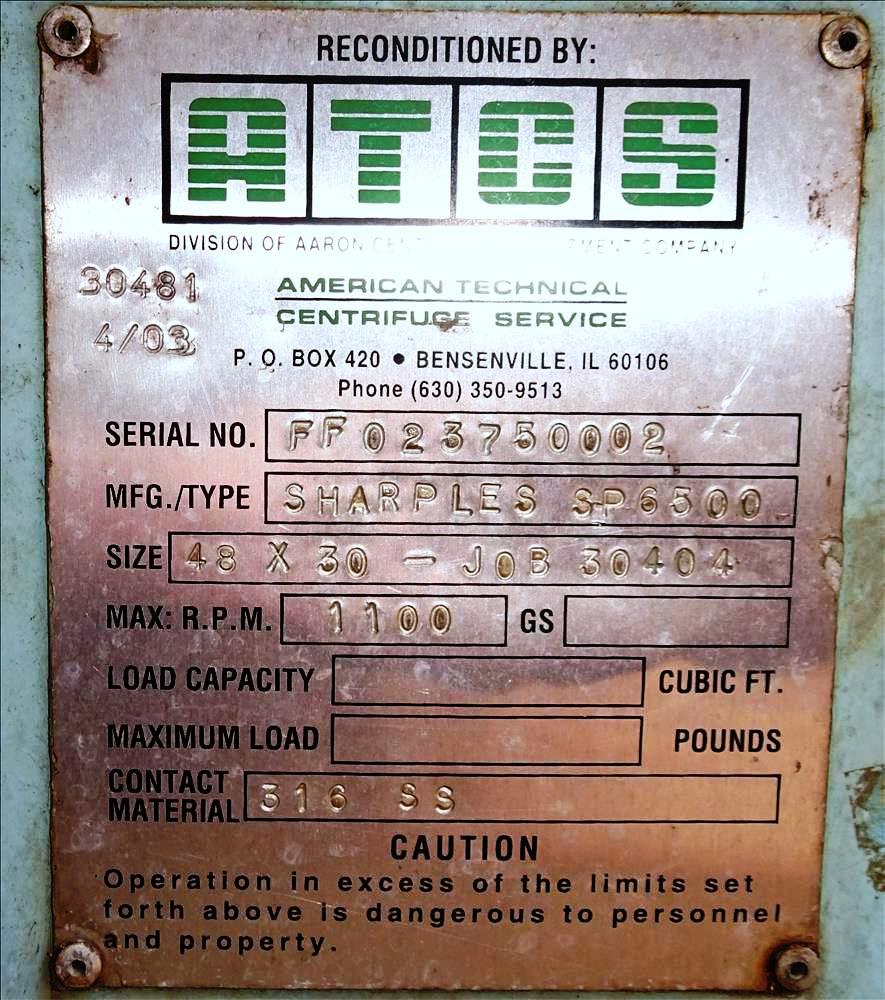 RECONDITIONED BY:
ATCS
DIVISION OF AARON COMPANY
30481
AMERICAN TECHNICAL
CENTRIFUGE SERVICE
4/03
P. O. BOX 420 • BENSENVILLE, IL 60106
Phone (630) 350-9513
SERIAL NO. FF023750002
MFG./TYPE SHARPLES SP6500
SIZE 48 X 30 - JOB 30404
MAX: R.P.M. 1100 GS
LOAD CAPACITY CUBIC FT.
MAXIMUM LOAD POUNDS
CONTACT
MATERIAL 316 SS
CAUTION
Operation in excess of the limits set
forth above is dangerous to personnel
and property.